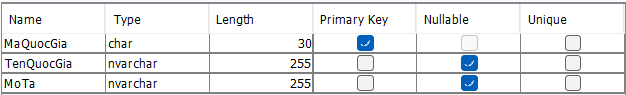 Name Type Length Primary Key Nullable Unique
MaQuocGia char 30
TenQuocGia nvarchar 255
MoTa nvarchar 255